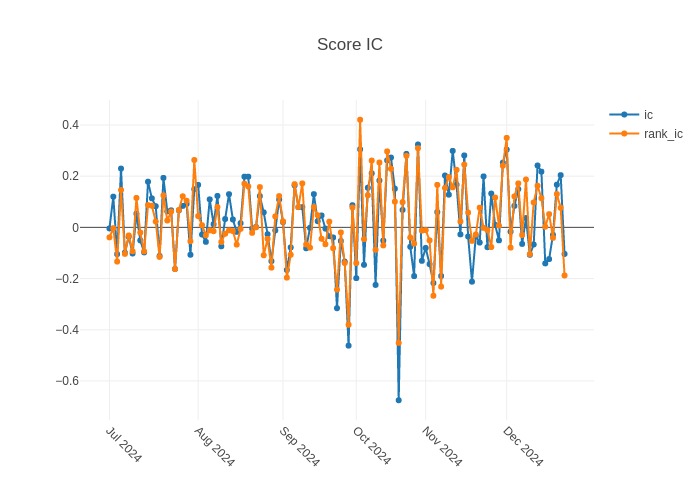 Score IC
ic
rank_ic
0.4
0.2
0
−0.2
−0.4
−0.6
Jul 2024
Aug 2024
Sep 2024
Oct 2024
Nov 2024
Dec 2024